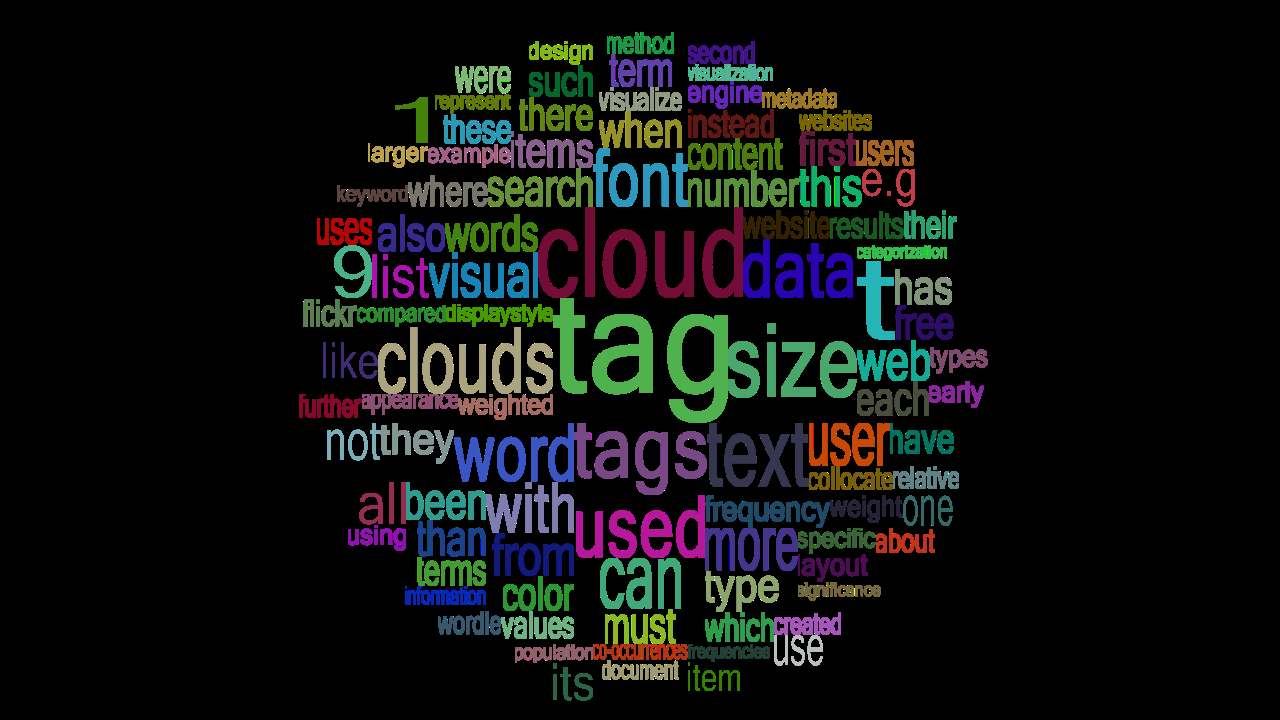 design method second
were such term visualization
represent there visualize engine metadata
1 these when instead websites
larger example items content first users
keyword where search font number this e.g
uses also words cloud website results their
9 list visual data categorization
t has
flickr compared displaystyle tag free
like clouds size web types
further appearance weighted each early
not they word tags text user have
collocate relative
all been with used frequency weight one
using than from more specific about
terms can type layout
information color significance
wordle values must which created
population co-occurrences frequencies use
its document item